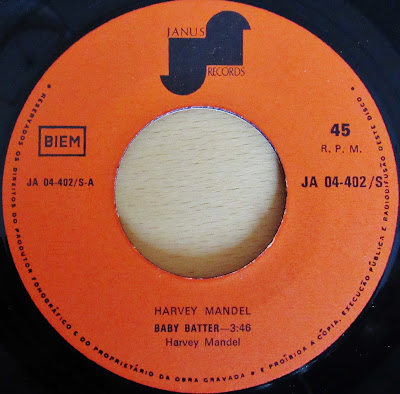 JANUS
RECORDS
BIEM
45
R. P. M.
JA 04-402/S-A
JA 04-402/S
HARVEY MANDEL
BABY BATTER—3:46
Harvey Mandel
• RESERVADOS OS DIREITOS DO PRODUTOR FONOGRÁFICO E DO PROPRIETÁRIO DA OBRA GRAVADA • É PROIBIDA A CÓPIA, EXECUÇÃO PÚBLICA E RADIODIFUSÃO DESTE DISCO •